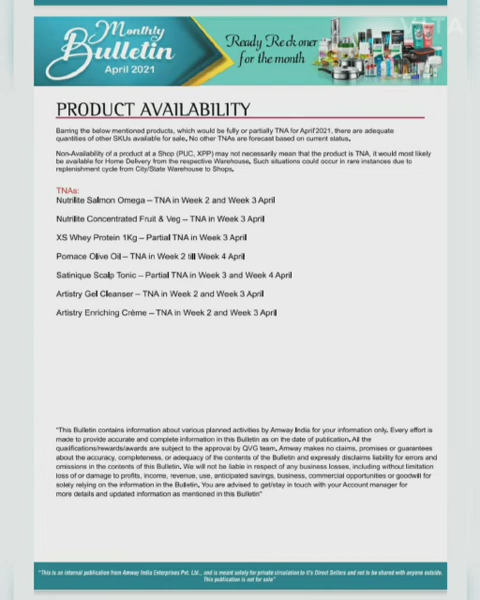 VITA
Monthly
Bulletin
April 2021
Ready Reckoner
for the month
PRODUCT AVAILABILITY
Barring the below mentioned products, which would be fully or partially TNA for April'2021, there are adequate
quantities of other SKUs available for sale. No other TNAs are forecast based on current status.
Non-Availability of a product at a Shop (PUC, XPP) may not necessarily mean that the product is TNA, it would most likely
be available for Home Delivery from the respective Warehouse. Such situations could occur in rare instances due to
replenishment cycle from City/State Warehouse to Shops.
TNAs:
Nutrilite Salmon Omega – TNA in Week 2 and Week 3 April
Nutrilite Concentrated Fruit & Veg – TNA in Week 3 April
XS Whey Protein 1Kg – Partial TNA in Week 3 April
Pomace Olive Oil – TNA in Week 2 till Week 4 April
Satinique Scalp Tonic – Partial TNA in Week 3 and Week 4 April
Artistry Gel Cleanser – TNA in Week 2 and Week 3 April
Artistry Enriching Crème – TNA in Week 2 and Week 3 April
"This Bulletin contains information about various planned activities by Amway India for your information only. Every effort is
made to provide accurate and complete information in this Bulletin as on the date of publication. All the
qualifications/rewards/awards are subject to the approval by QVG team. Amway makes no claims, promises or guarantees
about the accuracy, completeness, or adequacy of the contents of the Bulletin and expressly disclaims liability for errors and
omissions in the contents of this Bulletin. We will not be liable in respect of any business losses, including without limitation
loss of or damage to profits, income, revenue, use, anticipated savings, business, commercial opportunities or goodwill for
solely relying on the information in the Bulletin. You are advised to get/stay in touch with your Account manager for
more details and updated information as mentioned in this Bulletin"
"This is an internal publication from Amway India Enterprises Pvt. Ltd., and is meant solely for private circulation to it's Direct Sellers and not to be shared with anyone outside.
This publication is not for sale"